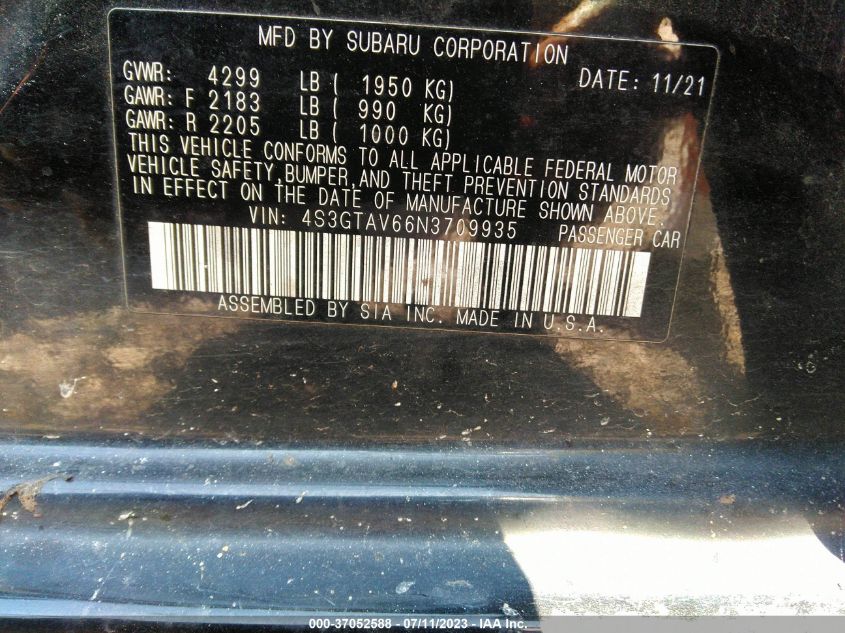 MFD BY SUBARU CORPORATION
GVWR: 4299 LB ( 1950 KG) DATE: 11/21
GAWR: F 2183 LB ( 990 KG)
GAWR: R 2205 LB ( 1000 KG)
THIS VEHICLE CONFORMS TO ALL APPLICABLE FEDERAL MOTOR
VEHICLE SAFETY, BUMPER, AND THEFT PREVENTION STANDARDS
IN EFFECT ON THE DATE OF MANUFACTURE SHOWN ABOVE.
VIN: 4S3GTAV66N3709935 PASSENGER CAR
ASSEMBLED BY SIA INC. MADE IN U.S.A.
000-37052588 - 07/11/2023 - IAA Inc.